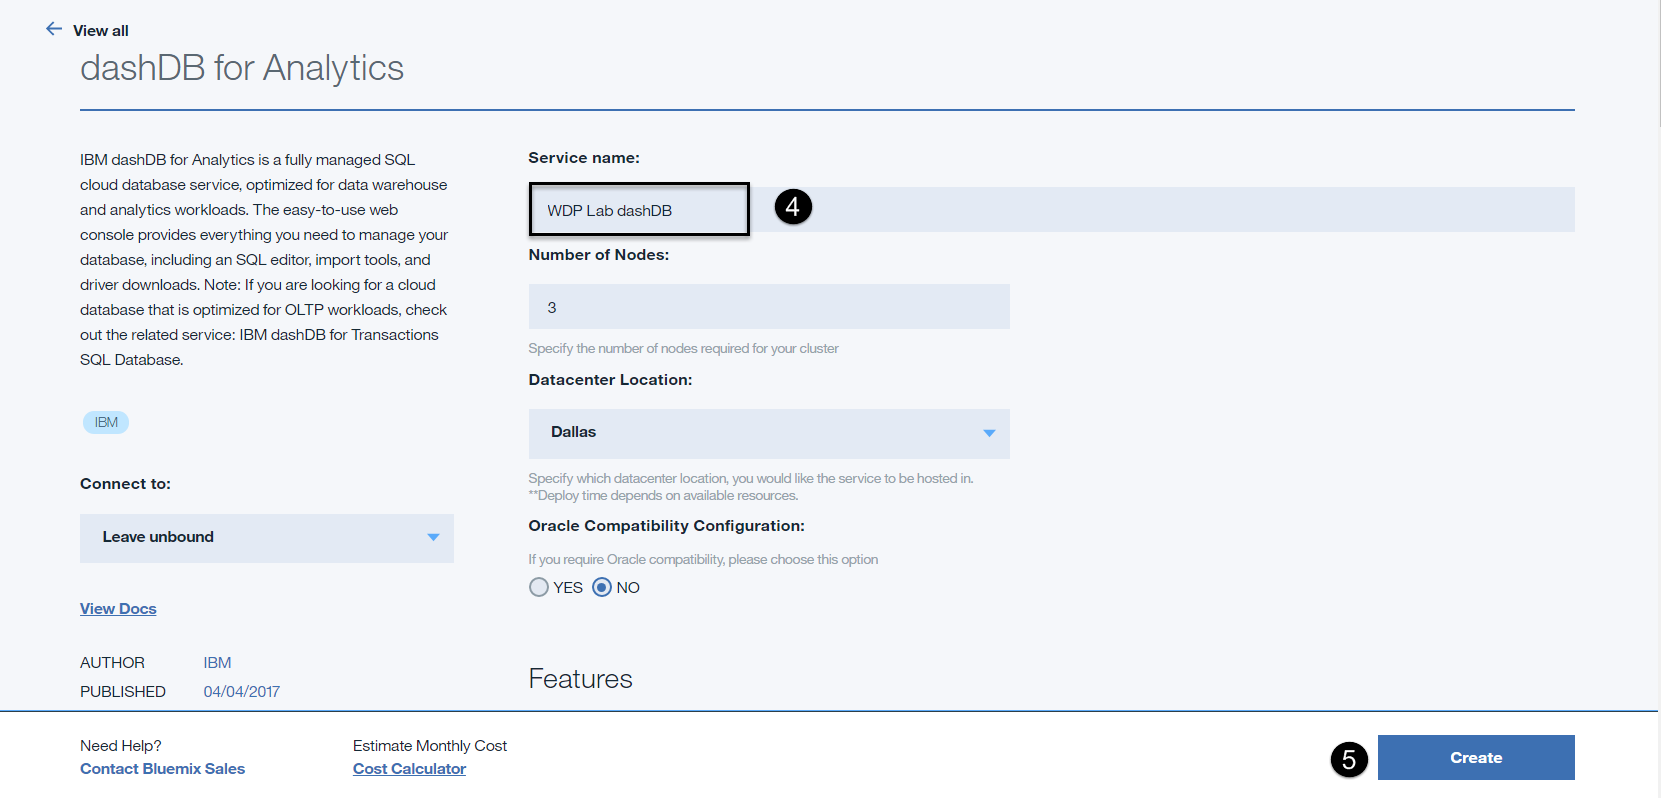 View all
dashDB for Analytics
IBM dashDB for Analytics is a fully managed SQL
cloud database service, optimized for data warehouse
and analytics workloads. The easy-to-use web
console provides everything you need to manage your
database, including an SQL editor, import tools, and
driver downloads. Note: If you are looking for a cloud
database that is optimized for OLTP workloads, check
out the related service: IBM dashDB for Transactions
SQL Database.
IBM
Connect to:
Leave unbound
View Docs
AUTHOR IBM
PUBLISHED 04/04/2017
Service name:
WDP Lab dashDB 4
Number of Nodes:
3
Specify the number of nodes required for your cluster
Datacenter Location:
Dallas
Specify which datacenter location, you would like the service to be hosted in.
**Deploy time depends on available resources.
Oracle Compatibility Configuration:
If you require Oracle compatibility, please choose this option
YES NO
Features
Need Help?
Contact Bluemix Sales
Estimate Monthly Cost
Cost Calculator
5 Create